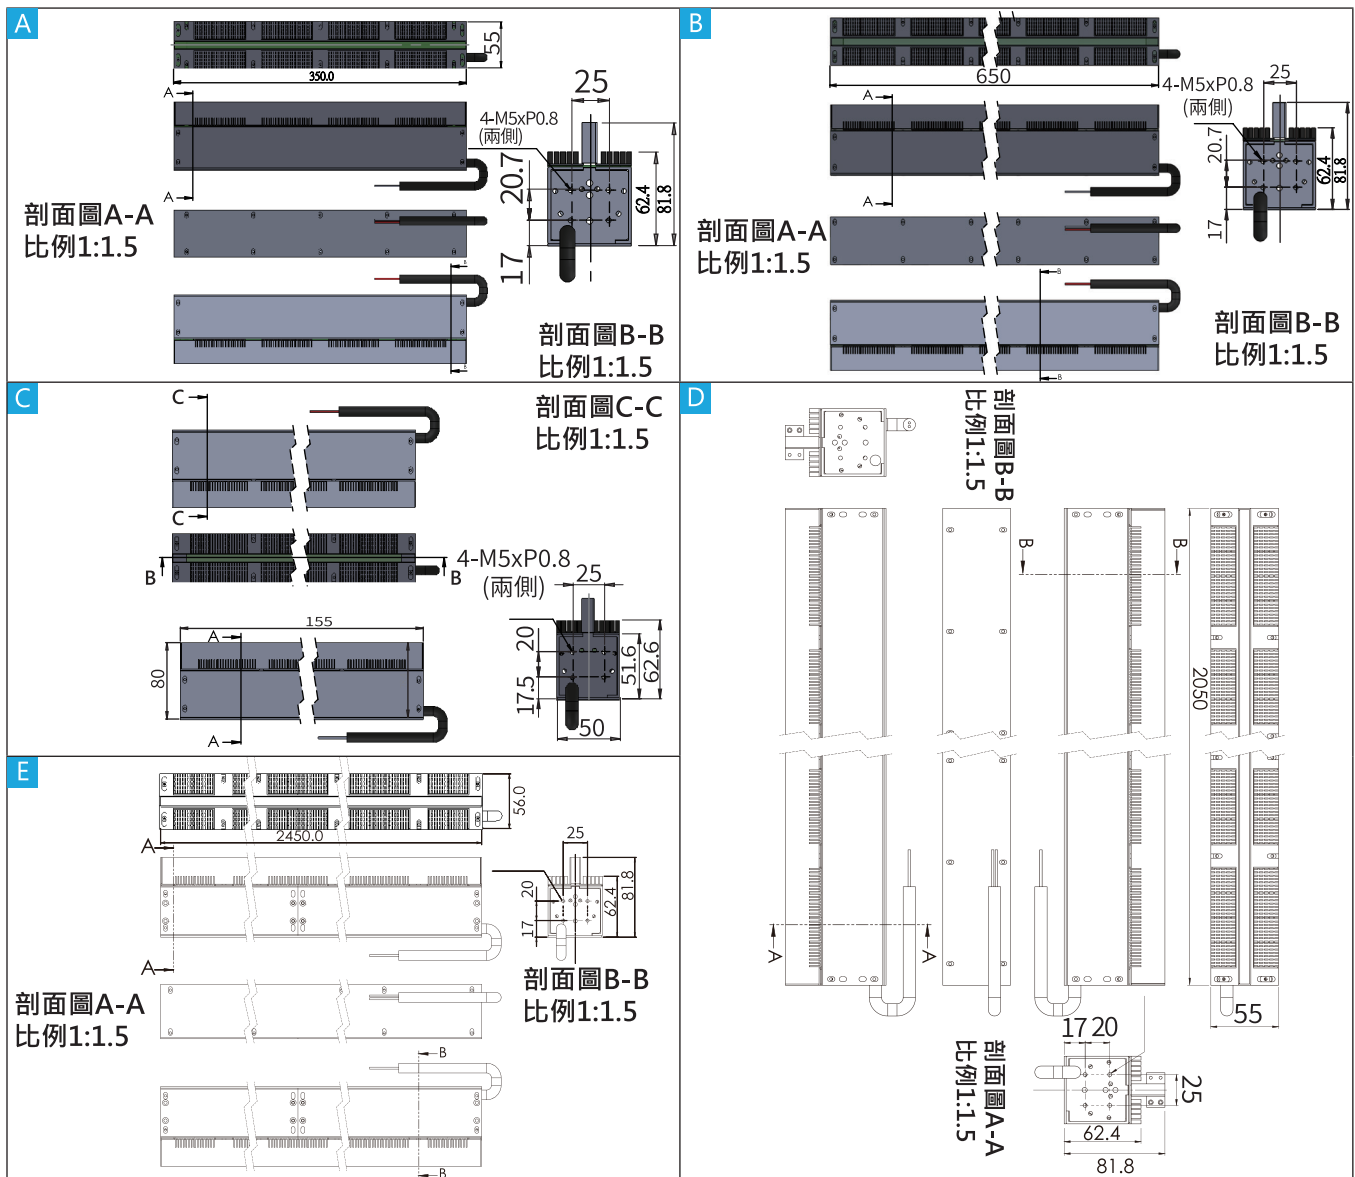 A
55
350.0
A
A
剖面圖A-A
比例1:1.5
25
4-M5xP0.8
(兩側)
20.7
17
62.4
81.8
B
B
剖面圖B-B
比例1:1.5
B
650
A
A
剖面圖A-A
比例1:1.5
25
4-M5xP0.8
(兩側)
20.7
17
62.4
81.8
B
B
剖面圖B-B
比例1:1.5
C
C
C
剖面圖C-C
比例1:1.5
B
B
155
80
A
A
4-M5xP0.8
(兩側)
25
20
17.5
51.6
62.6
50
D
剖面圖B-B
比例1:1.5
B
B
2050
A
A
55
剖面圖A-A
比例1:1.5
17
20
25
62.4
81.8
E
56.0
2450.0
A
A
剖面圖A-A
比例1:1.5
25
20
17
62.4
81.8
剖面圖B-B
比例1:1.5
B
B